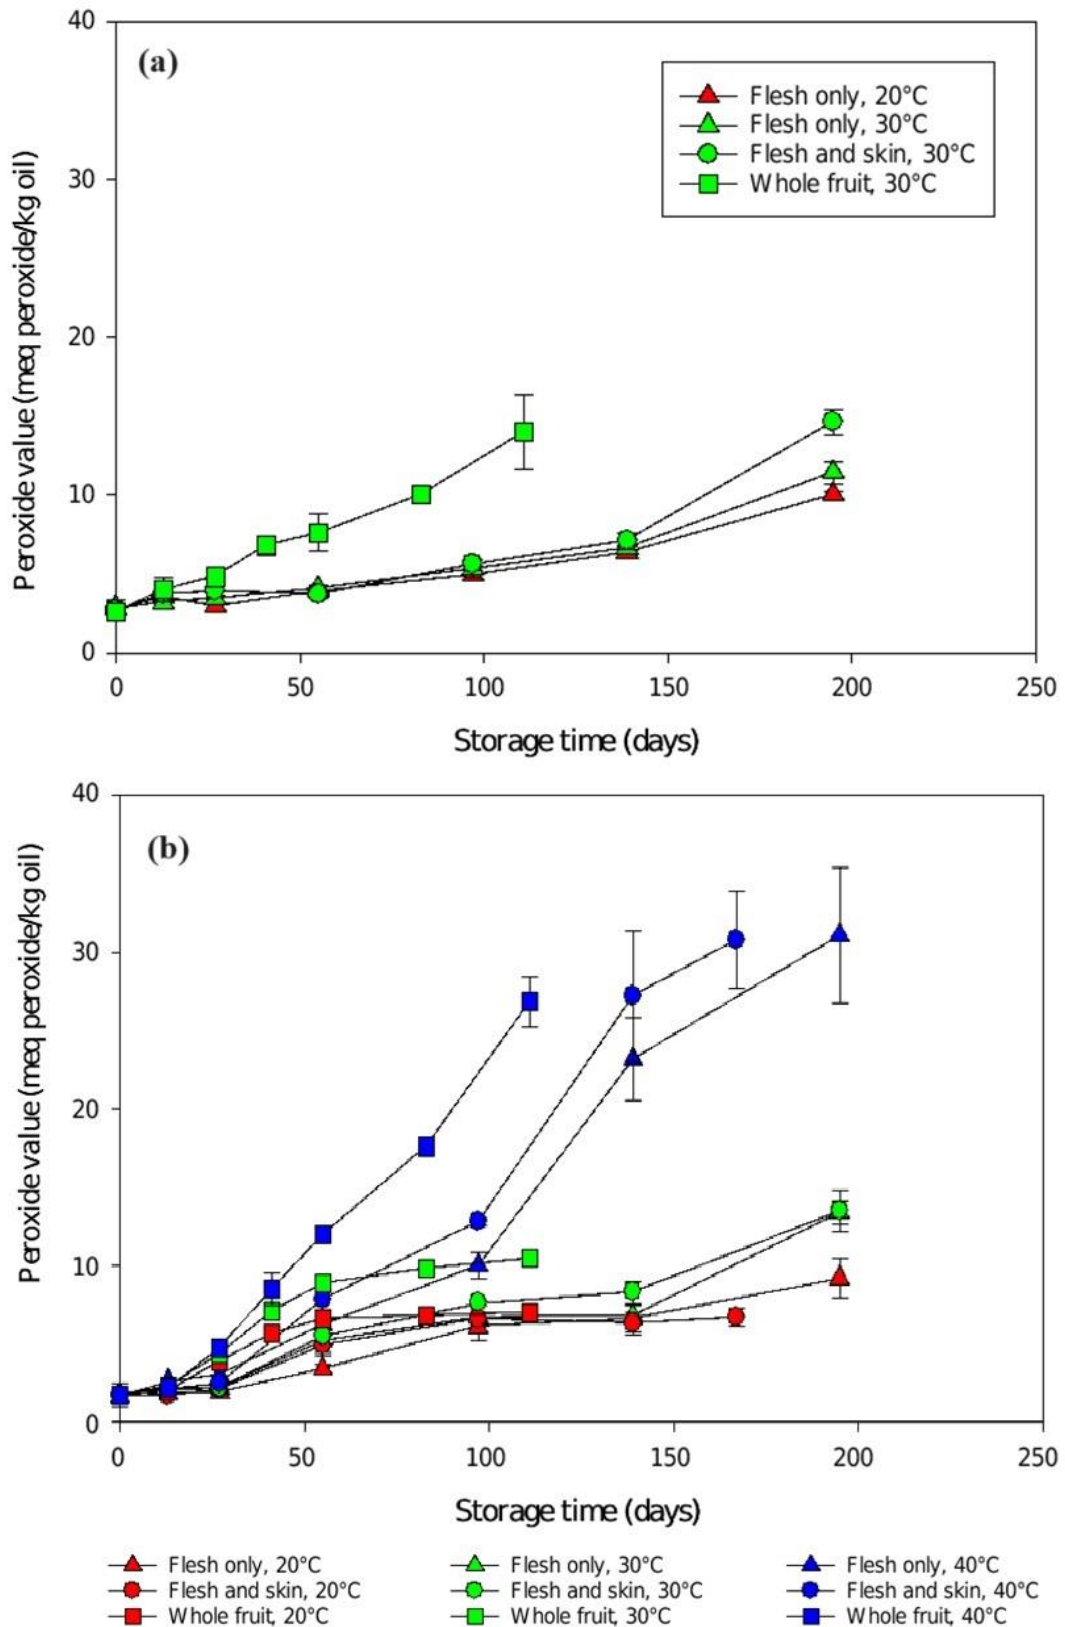 40
(a)
Flesh only, 20°C
Flesh only, 30°C
Flesh and skin, 30°C
Whole fruit, 30°C
30
20
10
0
Peroxide value (meq peroxide/kg oil)
0 50 100 150 200 250
Storage time (days)
40
(b)
30
20
10
0
Peroxide value (meq peroxide/kg oil)
0 50 100 150 200 250
Storage time (days)
Flesh only, 20°C Flesh only, 30°C Flesh only, 40°C
Flesh and skin, 20°C Flesh and skin, 30°C Flesh and skin, 40°C
Whole fruit, 20°C Whole fruit, 30°C Whole fruit, 40°C